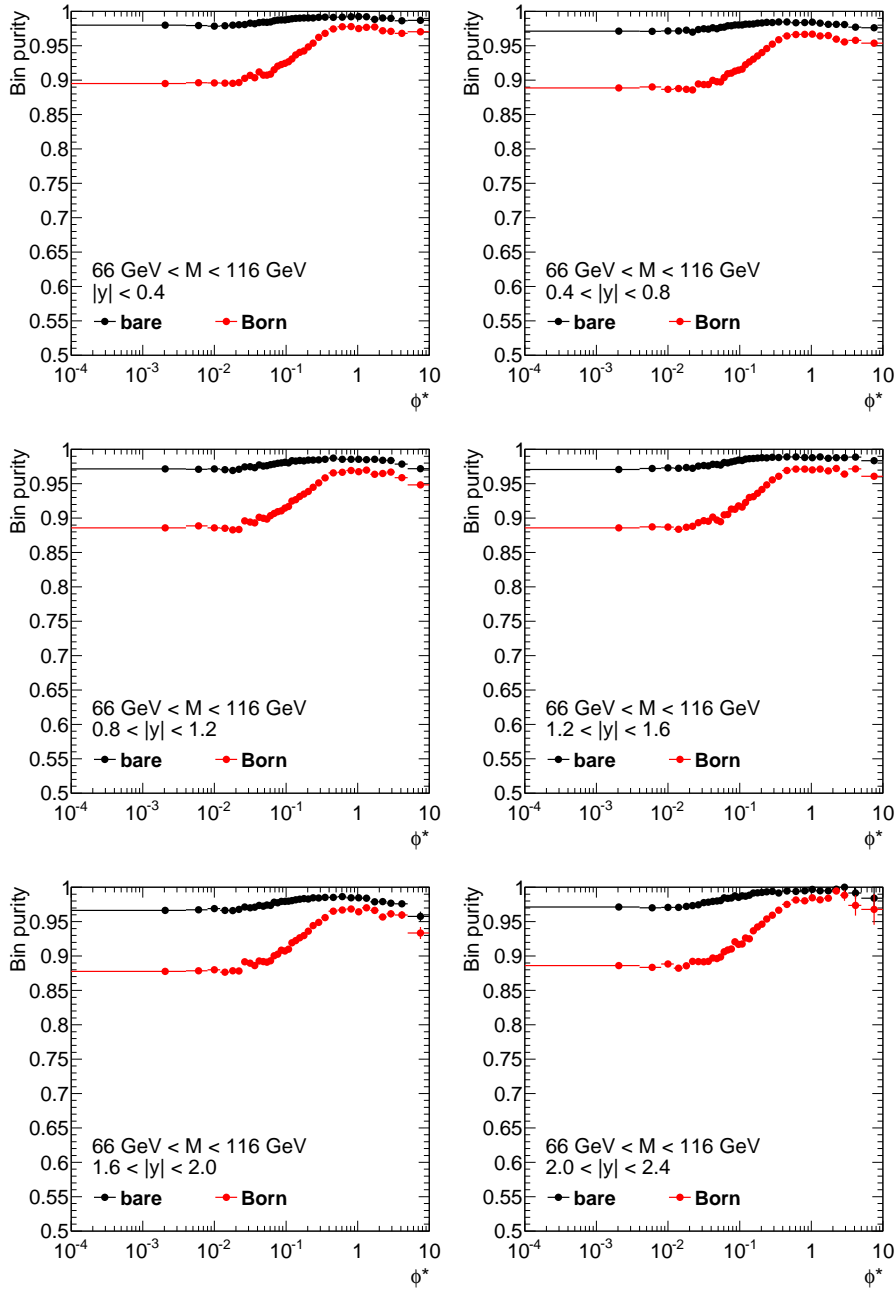 Bin purity
1
0.95
0.9
0.85
0.8
0.75
0.7
0.65
0.6
0.55
0.5
66 GeV < M < 116 GeV
|y| < 0.4
bare Born
10⁻⁴ 10⁻³ 10⁻² 10⁻¹ 1 10
ϕ*
Bin purity
1
0.95
0.9
0.85
0.8
0.75
0.7
0.65
0.6
0.55
0.5
66 GeV < M < 116 GeV
0.4 < |y| < 0.8
bare Born
10⁻⁴ 10⁻³ 10⁻² 10⁻¹ 1 10
ϕ*
Bin purity
1
0.95
0.9
0.85
0.8
0.75
0.7
0.65
0.6
0.55
0.5
66 GeV < M < 116 GeV
0.8 < |y| < 1.2
bare Born
10⁻⁴ 10⁻³ 10⁻² 10⁻¹ 1 10
ϕ*
Bin purity
1
0.95
0.9
0.85
0.8
0.75
0.7
0.65
0.6
0.55
0.5
66 GeV < M < 116 GeV
1.2 < |y| < 1.6
bare Born
10⁻⁴ 10⁻³ 10⁻² 10⁻¹ 1 10
ϕ*
Bin purity
1
0.95
0.9
0.85
0.8
0.75
0.7
0.65
0.6
0.55
0.5
66 GeV < M < 116 GeV
1.6 < |y| < 2.0
bare Born
10⁻⁴ 10⁻³ 10⁻² 10⁻¹ 1 10
ϕ*
Bin purity
1
0.95
0.9
0.85
0.8
0.75
0.7
0.65
0.6
0.55
0.5
66 GeV < M < 116 GeV
2.0 < |y| < 2.4
bare Born
10⁻⁴ 10⁻³ 10⁻² 10⁻¹ 1 10
ϕ*